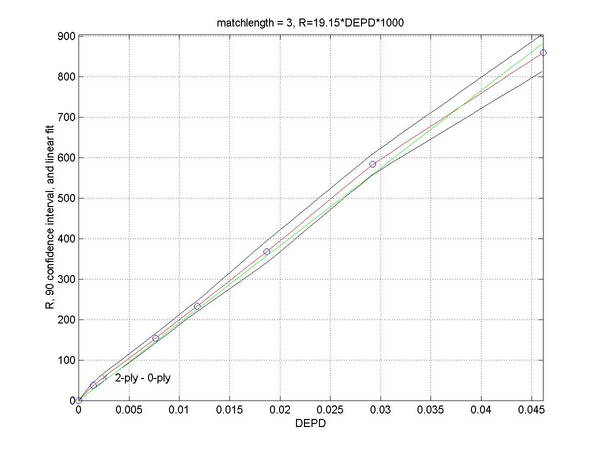 matchlength = 3, R=19.15*DEPD*1000
R, 90 confidence interval, and linear fit
900
800
700
600
500
400
300
200
100
0
2-ply - 0-ply
0 0.005 0.01 0.015 0.02 0.025 0.03 0.035 0.04 0.045
DEPD